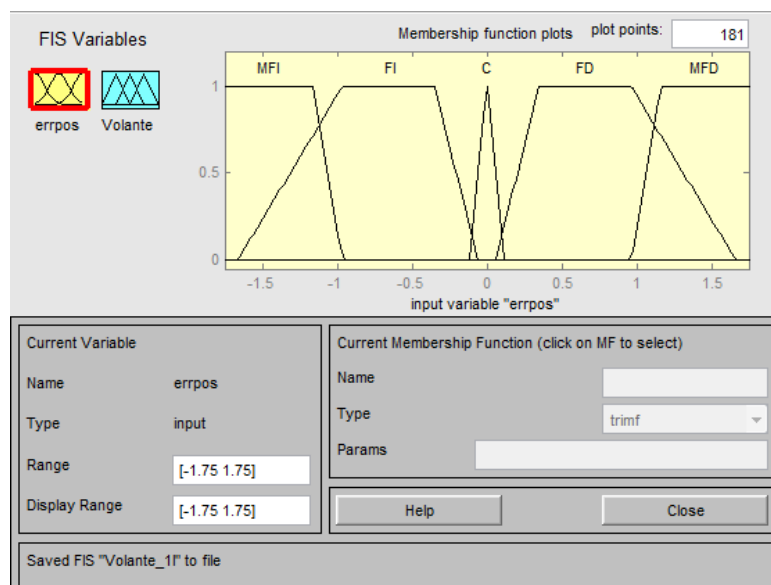 FIS Variables
Membership function plots plot points: 181
MFI FI C FD MFD
errpos Volante
1
0.5
0
-1.5 -1 -0.5 0 0.5 1 1.5
input variable "errpos"
Current Variable
Name errpos
Type input
Range [-1.75 1.75]
Display Range [-1.75 1.75]
Current Membership Function (click on MF to select)
Name
Type trimf
Params
Help Close
Saved FIS "Volante_1I" to file